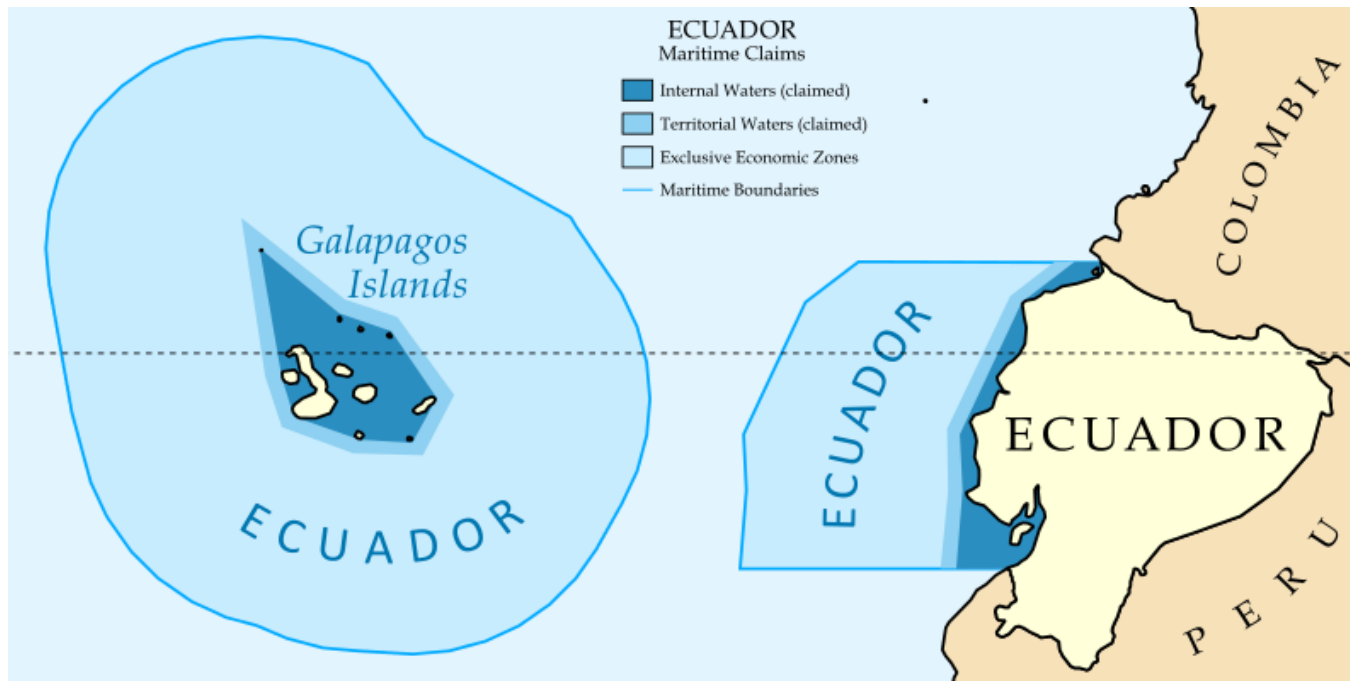 ECUADOR
Maritime Claims
Internal Waters (claimed)
Territorial Waters (claimed)
Exclusive Economic Zones
Maritime Boundaries
COLOMBIA
Galapagos
Islands
ECUADOR
ECUADOR
ECUADOR
PERU